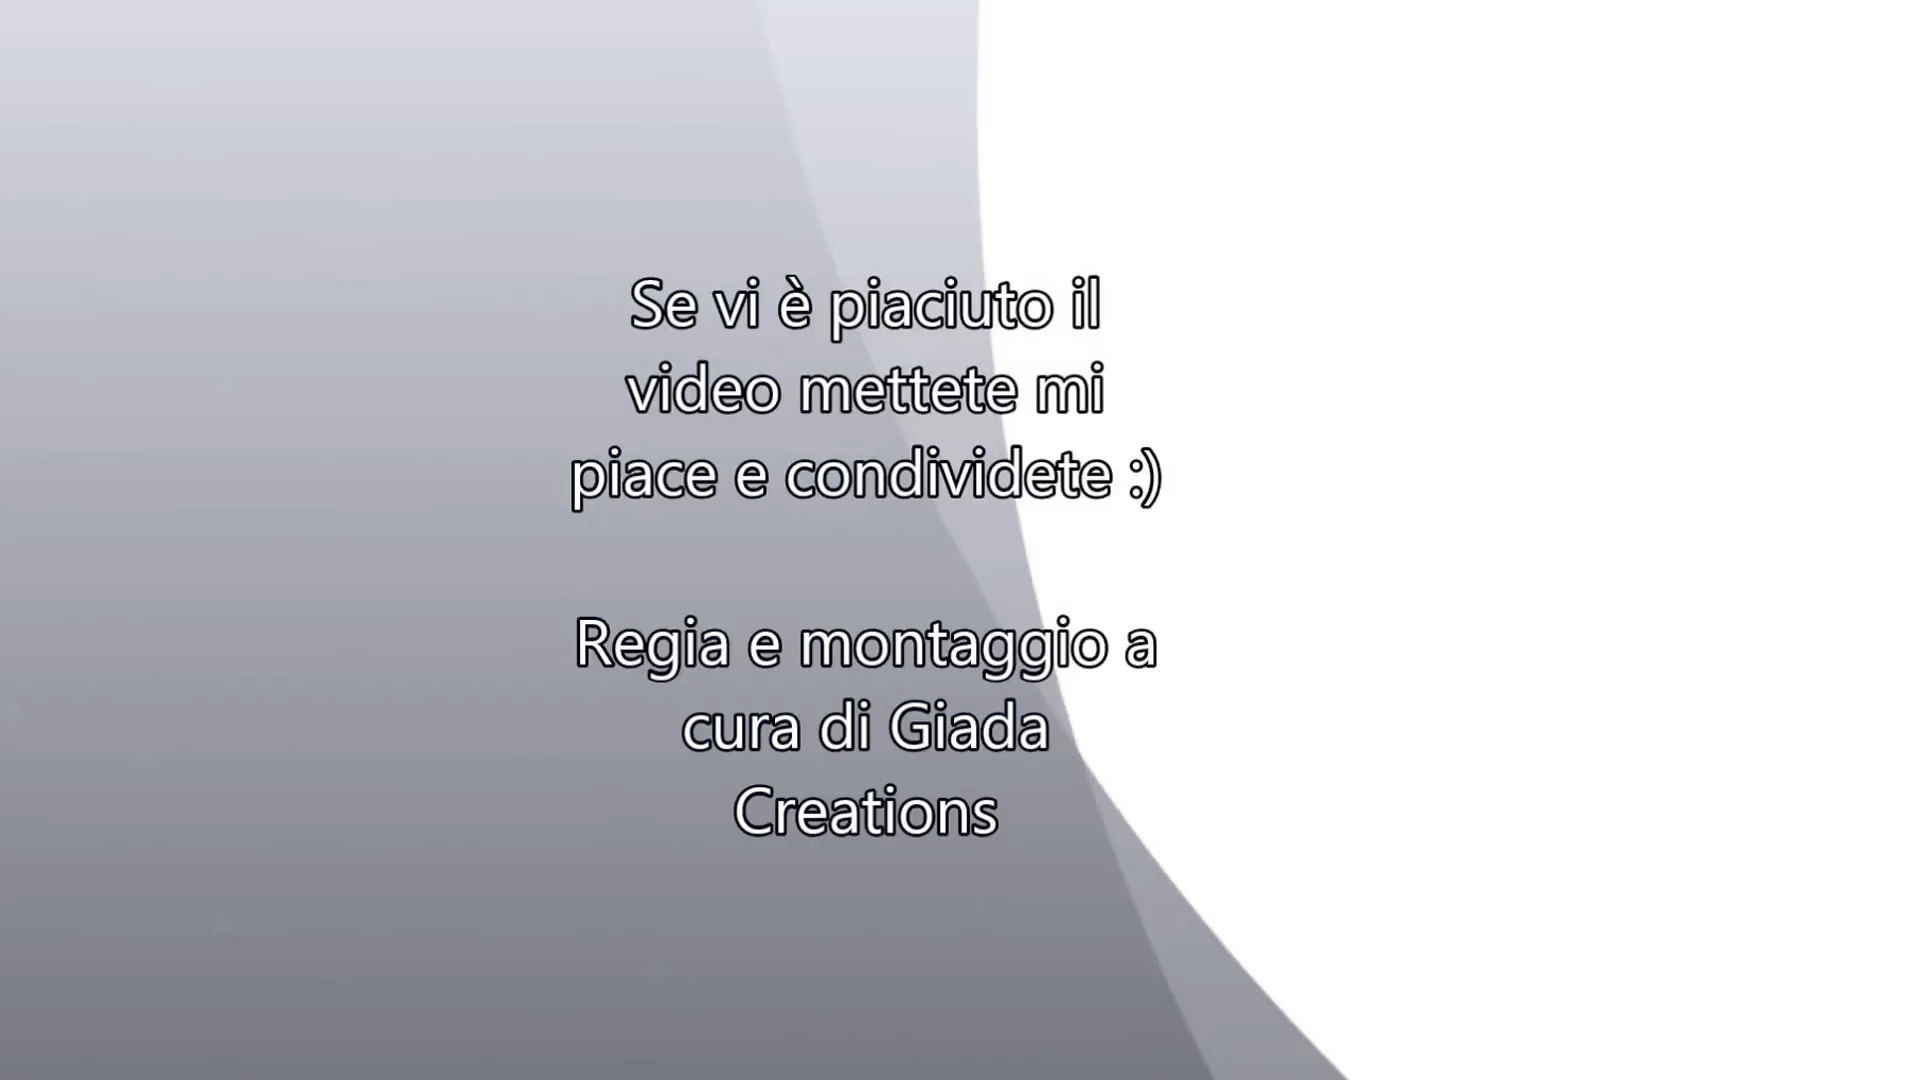 Se vi è piaciuto il
video mettete mi
piace e condividete :)
Regia e montaggio a
cura di Giada
Creations